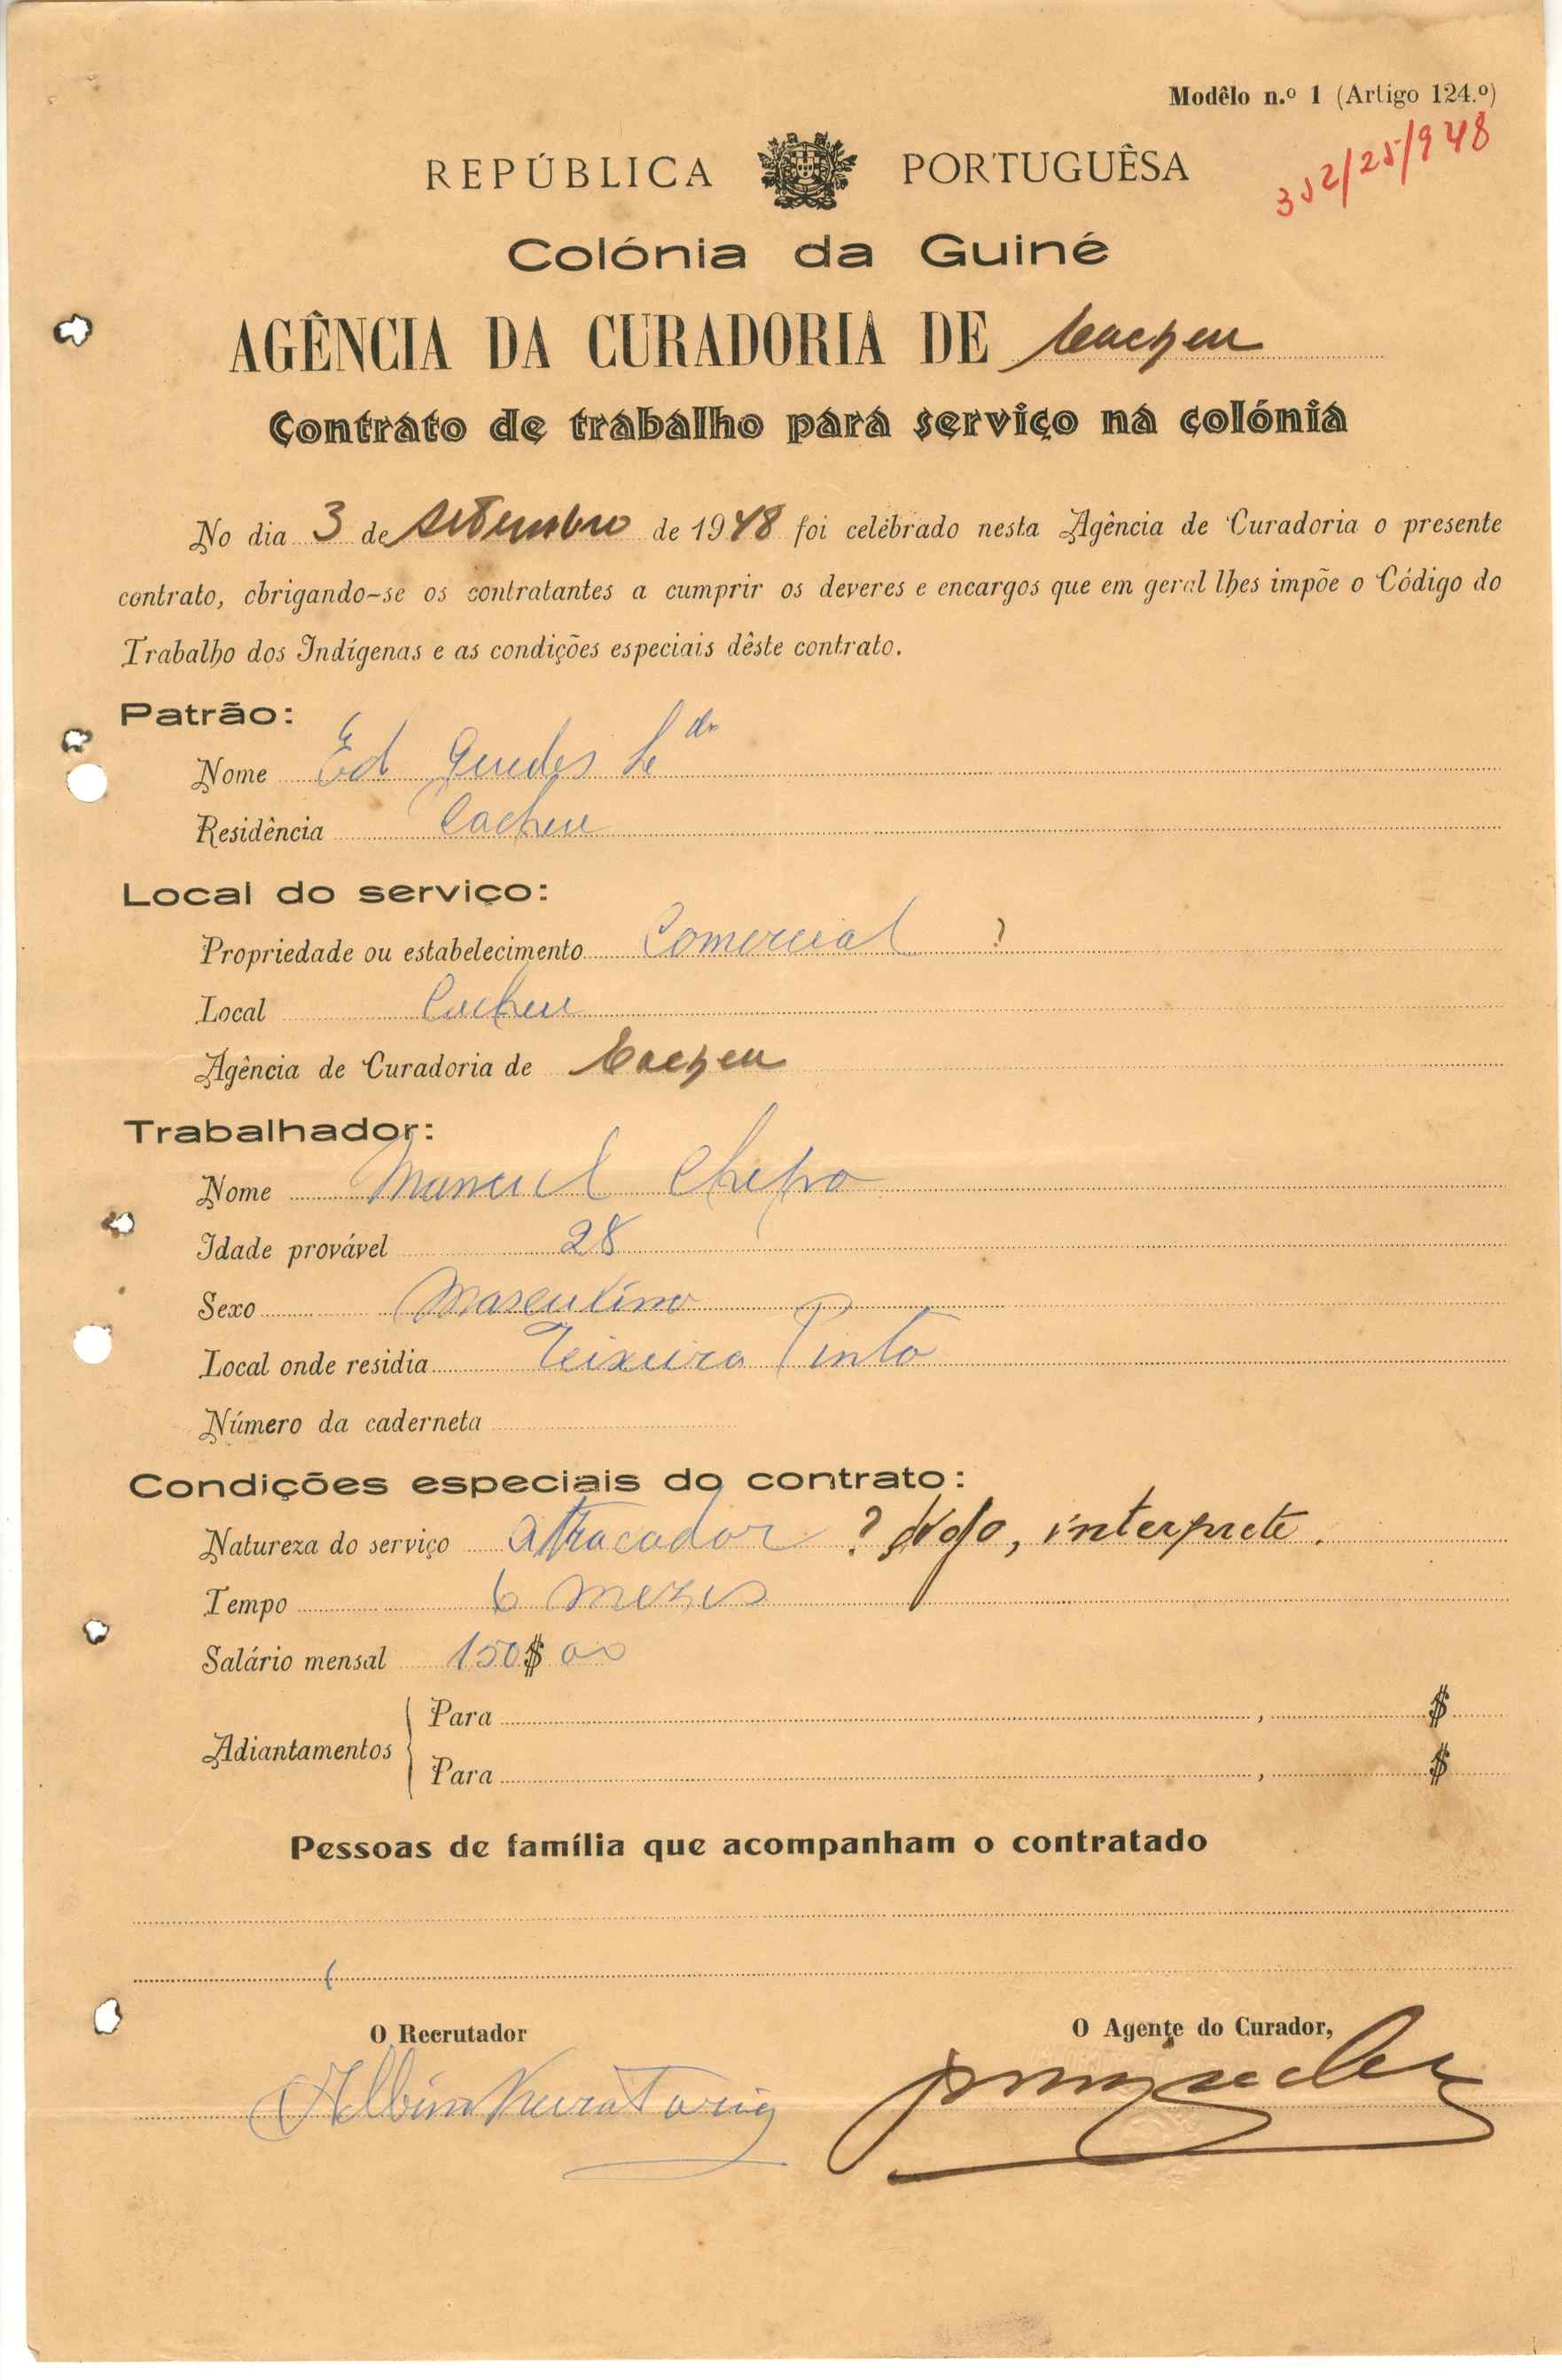 Modêlo n.º 1 (Artigo 124.º)
352/25/948
REPÚBLICA PORTUGUÊSA
Colónia da Guiné
AGÊNCIA DA CURADORIA DE Cacheu
Contrato de trabalho para serviço na colónia
No dia 3 de setembro de 1948 foi celebrado nesta Agência de Curadoria o presente
contrato, obrigando-se os contratantes a cumprir os deveres e encargos que em geral lhes impõe o Código do
Trabalho dos Indígenas e as condições especiais dêste contrato.
Patrão:
Nome Ed Guedes Lda
Residência Cacheu
Local do serviço:
Propriedade ou estabelecimento Comercial ?
Local Cacheu
Agência de Curadoria de Cacheu
Trabalhador:
Nome Manuel
Idade provável 28
Sexo Masculino
Local onde residia Teixeira Pinto
Número da caderneta
Condições especiais do contrato:
Natureza do serviço atracador ? digo, interprete.
Tempo 6 mezes
Salário mensal 150$00
Adiantamentos
Para , $
Para , $
Pessoas de família que acompanham o contratado
O Recrutador
O Agente do Curador,